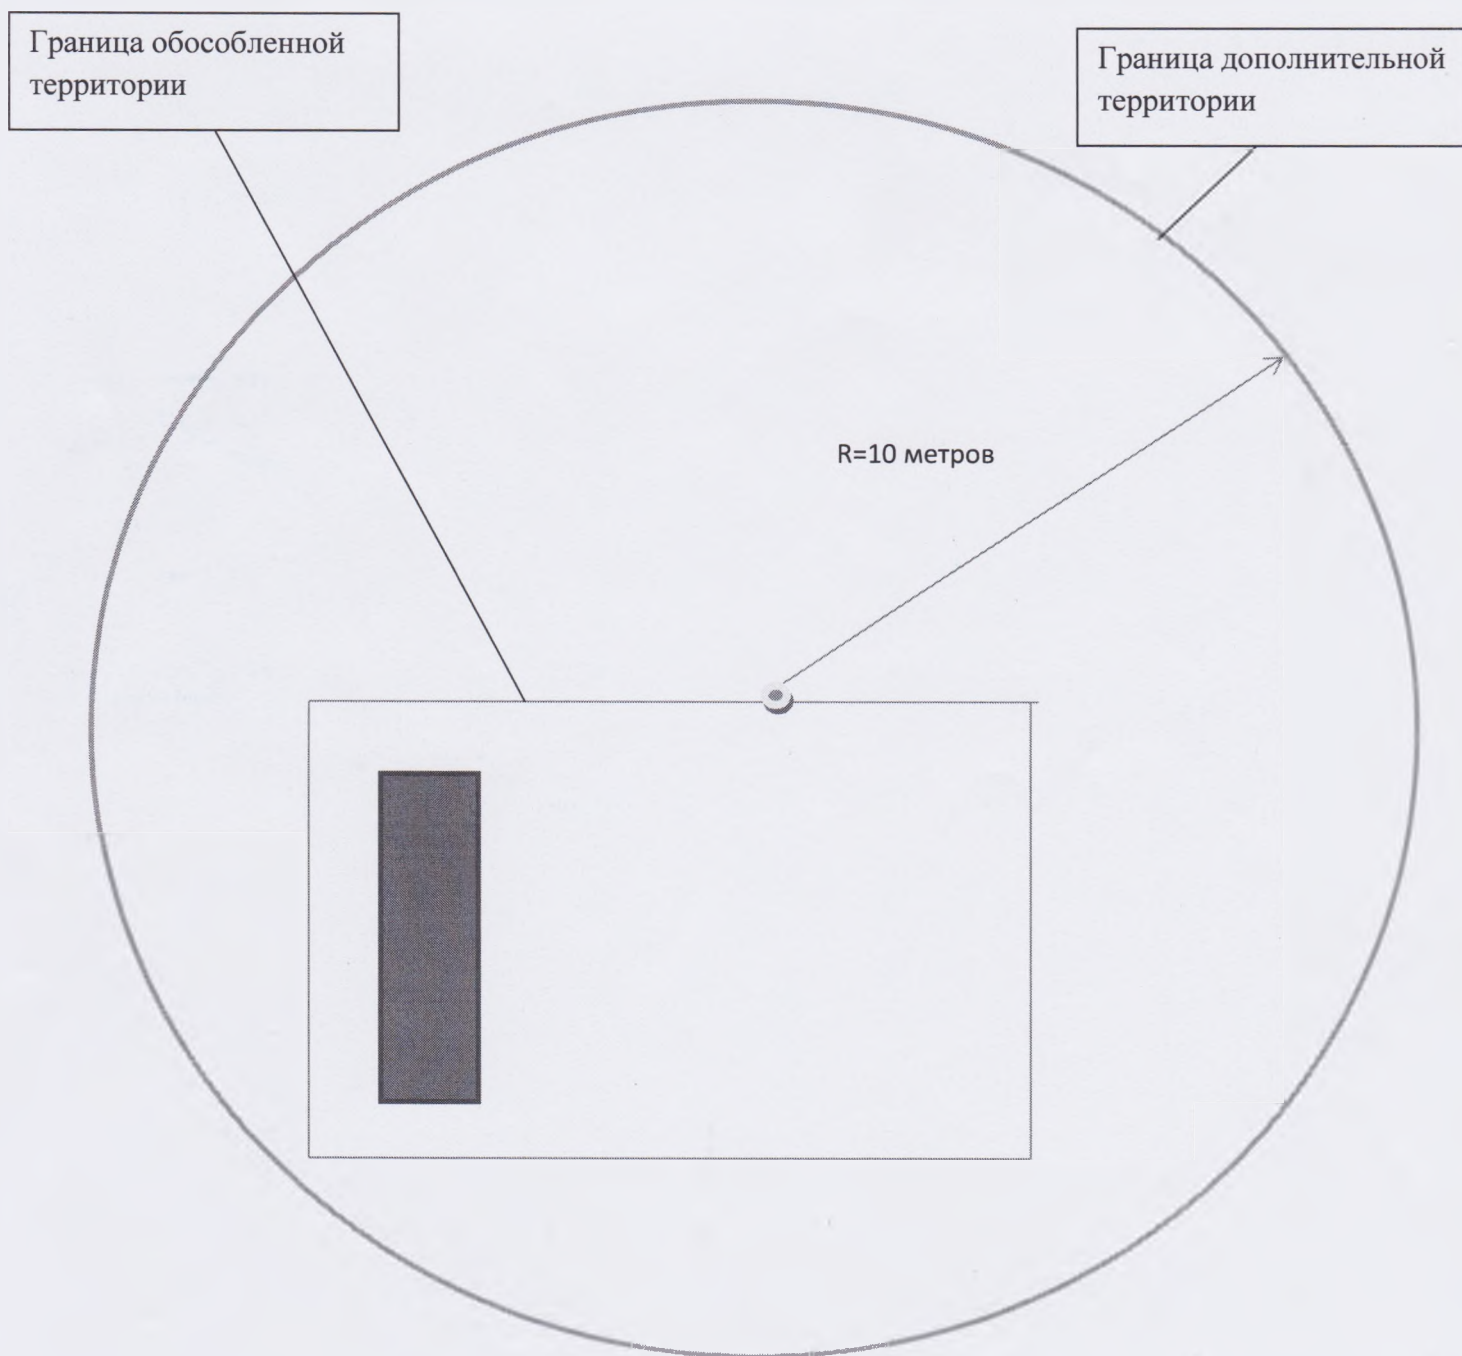 Граница обособленной
территории
Граница дополнительной
территории
R=10 метров